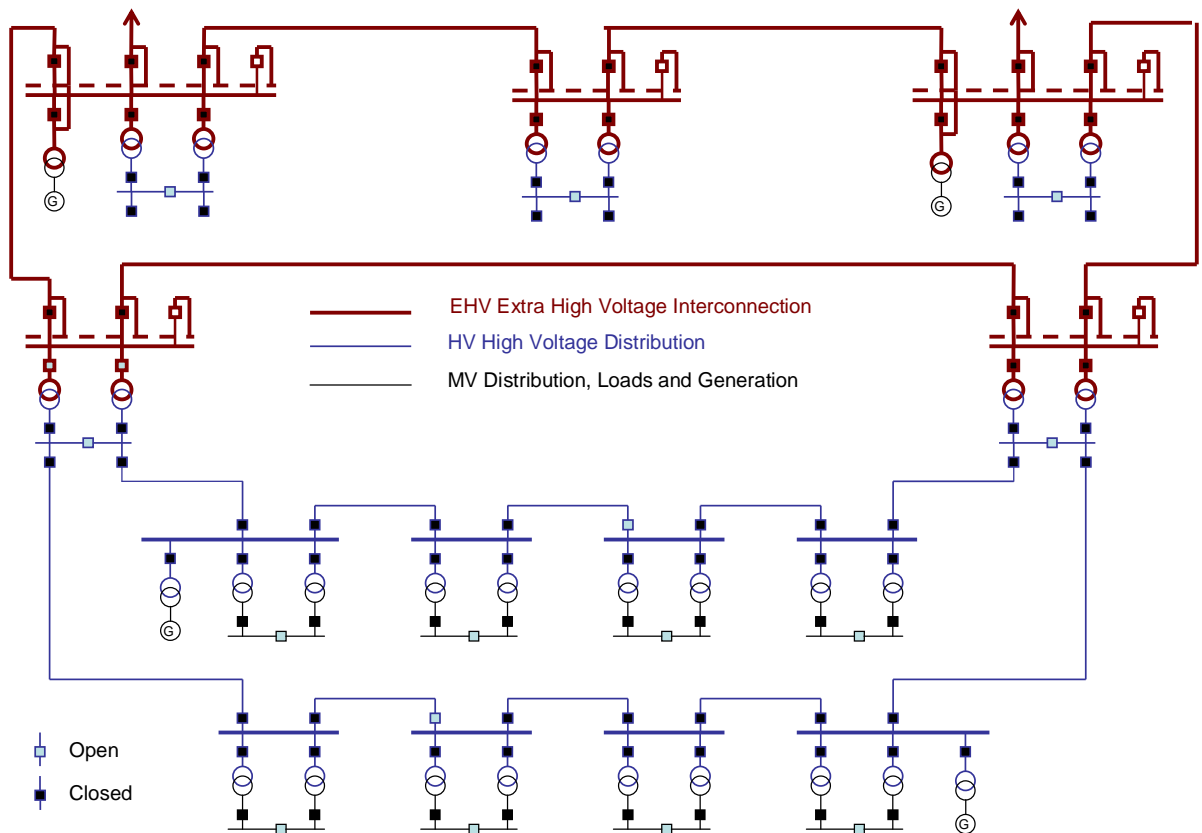 G
G
EHV Extra High Voltage Interconnection
HV High Voltage Distribution
MV Distribution, Loads and Generation
G
Open
Closed
G